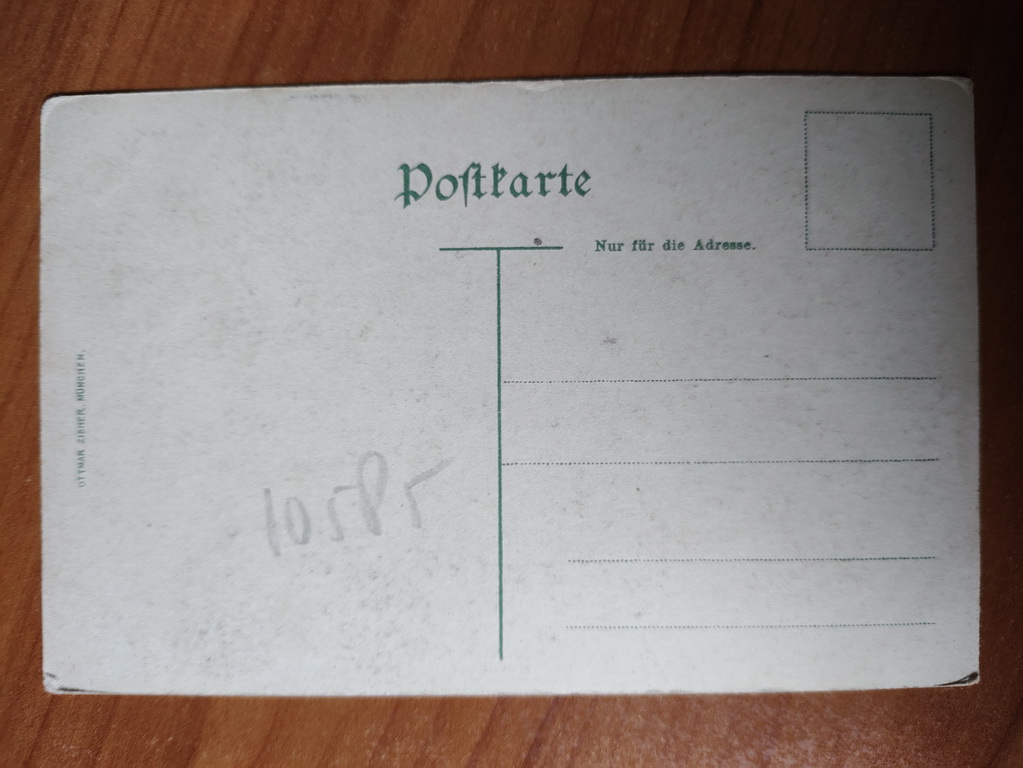 Poſtkarte
Nur für die Adresse.
OTTMAR ZIEHER, MÜNCHEN.
10585